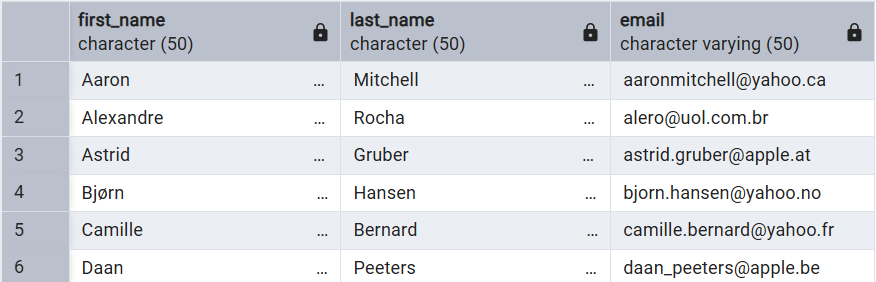 first_name last_name email
character (50) character (50) character varying (50)
1 Aaron ... Mitchell ... aaronmitchell@yahoo.ca
2 Alexandre ... Rocha ... alero@uol.com.br
3 Astrid ... Gruber ... astrid.gruber@apple.at
4 Bjørn ... Hansen ... bjorn.hansen@yahoo.no
5 Camille ... Bernard ... camille.bernard@yahoo.fr
6 Daan ... Peeters ... daan_peeters@apple.be